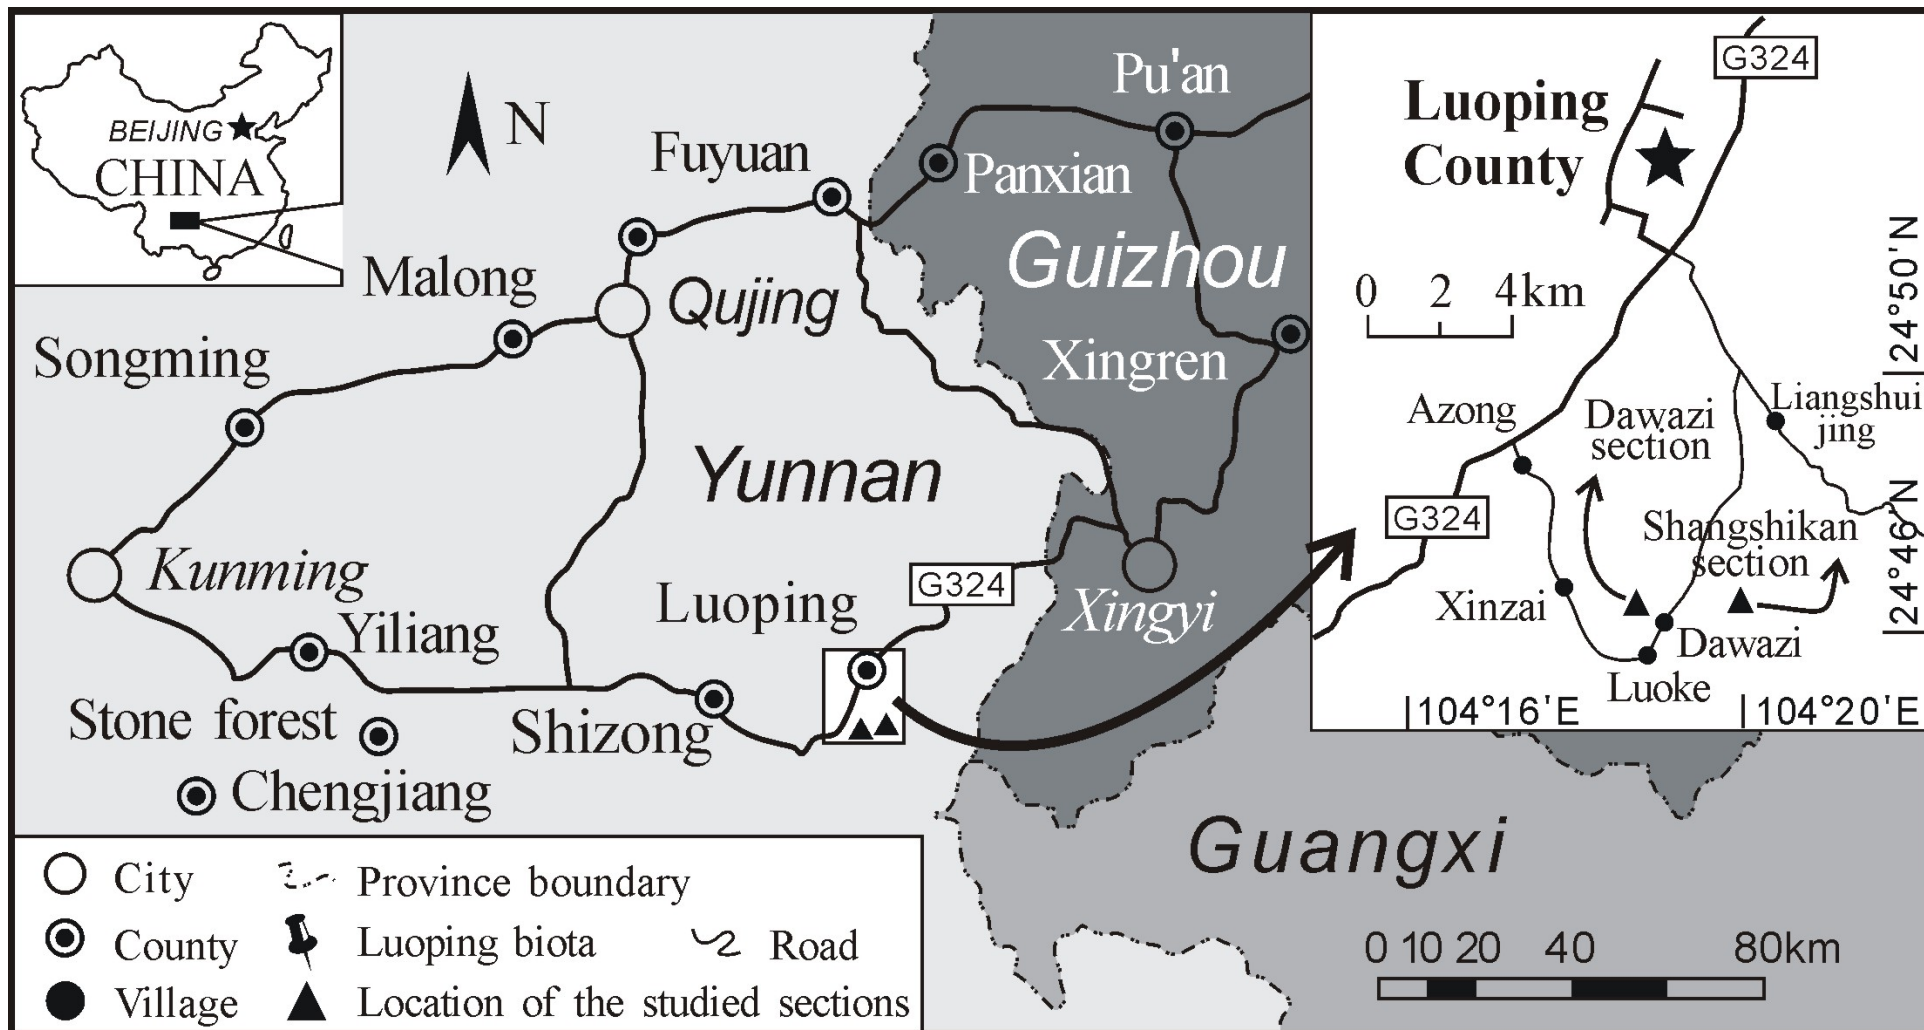 BEIJING
CHINA
N
Fuyuan
Pu'an
Panxian
Guizhou
Malong
Qujing
Songming
Xingren
Yunnan
Kunming
Yiliang
Luoping
G324
Xingyi
Stone forest
Shizong
Chengjiang
Guangxi
G324
Luoping
County
24°50'N
0 2 4km
Azong
Dawazi
section
Liangshui
jing
G324
Shangshikan
section
24°46'N
Xinzai
Dawazi
Luoke
104°16'E
104°20'E
City
Province boundary
County
Luoping biota
Road
Village
Location of the studied sections
0 10 20 40 80km